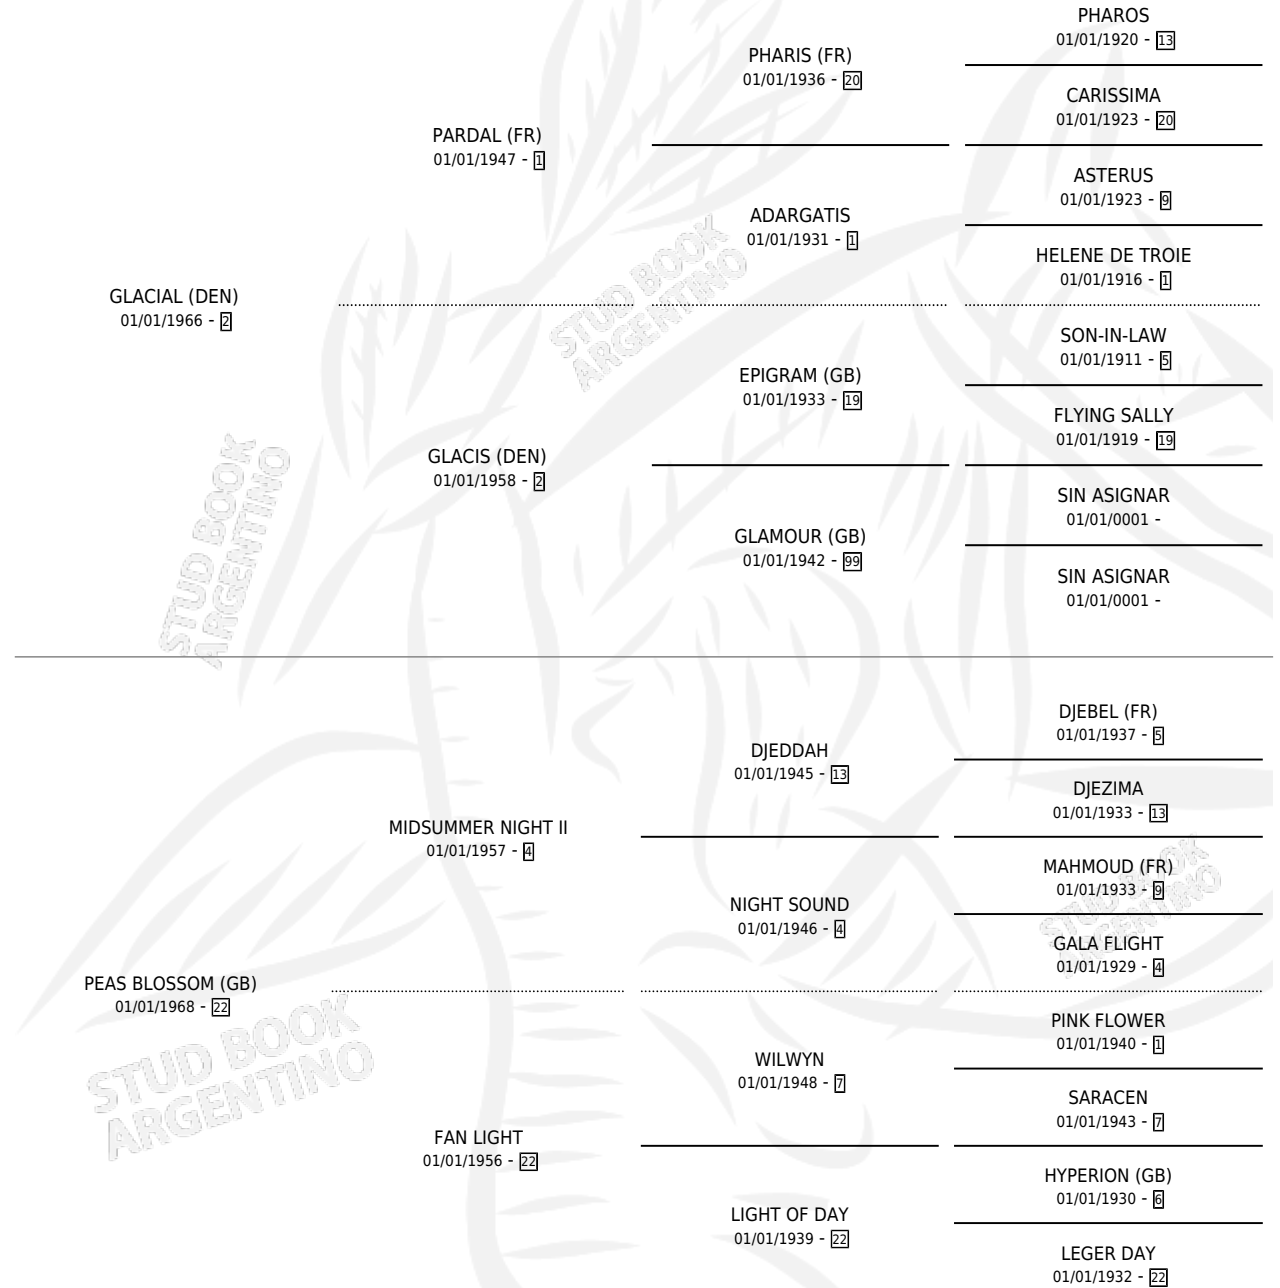 PHAROS
01/01/1920 - 13
PHARIS (FR)
01/01/1936 - 20
CARISSIMA
01/01/1923 - 20
PARDAL (FR)
01/01/1947 - 1
ASTERUS
01/01/1923 - 9
ADARGATIS
01/01/1931 - 1
HELENE DE TROIE
01/01/1916 - 1
GLACIAL (DEN)
01/01/1966 - 2
STUD BOOK
ARGENTINO
SON-IN-LAW
01/01/1911 - 5
EPIGRAM (GB)
01/01/1933 - 19
FLYING SALLY
01/01/1919 - 19
GLACIS (DEN)
01/01/1958 - 2
SIN ASIGNAR
01/01/0001 -
GLAMOUR (GB)
01/01/1942 - 99
SIN ASIGNAR
01/01/0001 -
STUD BOOK
ARGENTINO
DJEBEL (FR)
01/01/1937 - 5
DJEDDAH
01/01/1945 - 13
DJEZIMA
01/01/1933 - 13
MIDSUMMER NIGHT II
01/01/1957 - 4
MAHMOUD (FR)
01/01/1933 - 9
NIGHT SOUND
01/01/1946 - 4
GALA FLIGHT
01/01/1929 - 4
STUD BOOK
ARGENTINO
PEAS BLOSSOM (GB)
01/01/1968 - 22
PINK FLOWER
01/01/1940 - 1
WILWYN
01/01/1948 - 7
SARACEN
01/01/1943 - 7
STUD BOOK
ARGENTINO
FAN LIGHT
01/01/1956 - 22
HYPERION (GB)
01/01/1930 - 6
LIGHT OF DAY
01/01/1939 - 22
LEGER DAY
01/01/1932 - 22